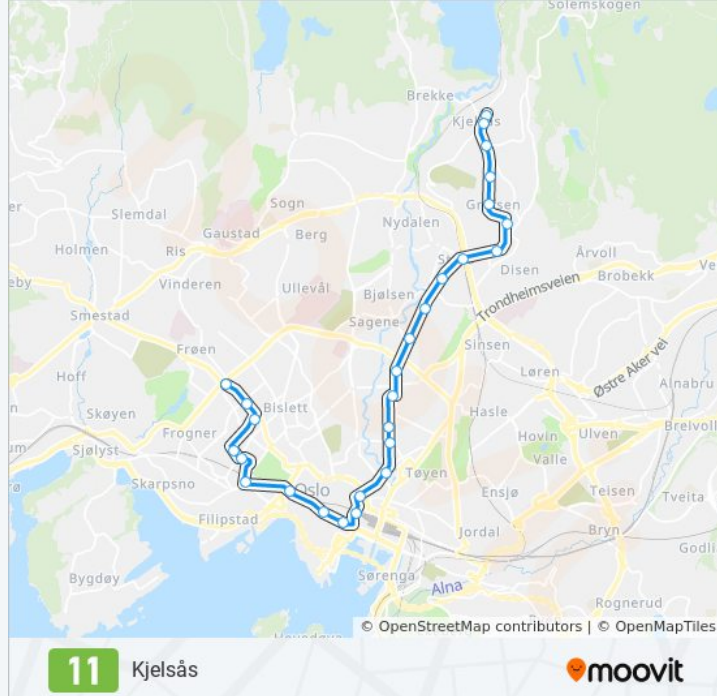 Solemskogen
Brekke
Kjelsås
Grefsen
Slemdal
Sogn
Nydalen
Gaustad
Berg
Holmen
Ris
Årvoll
Disen
Brobekk
Ve
Vinderen
Ullevål
Bjølsen
Trondheimsveien
Smestad
Sagene
Sinsen
Østre Aker vei
Frøen
Hoff
Løren
Alnabru
Skøyen
Bislett
Hasle
Frogner
Hovin
Ulven
Brelvoll
Sjølyst
Valle
Skarpsno
Tøyen
Oslo
Ensjø
Teisen
Tveita
Filipstad
Jordal
Bryn
Godli
Bygdøy
Sørenga
Alna
Rognerud
© OpenStreetMap contributors | © OpenMapTiles
11 Kjelsås
moovit